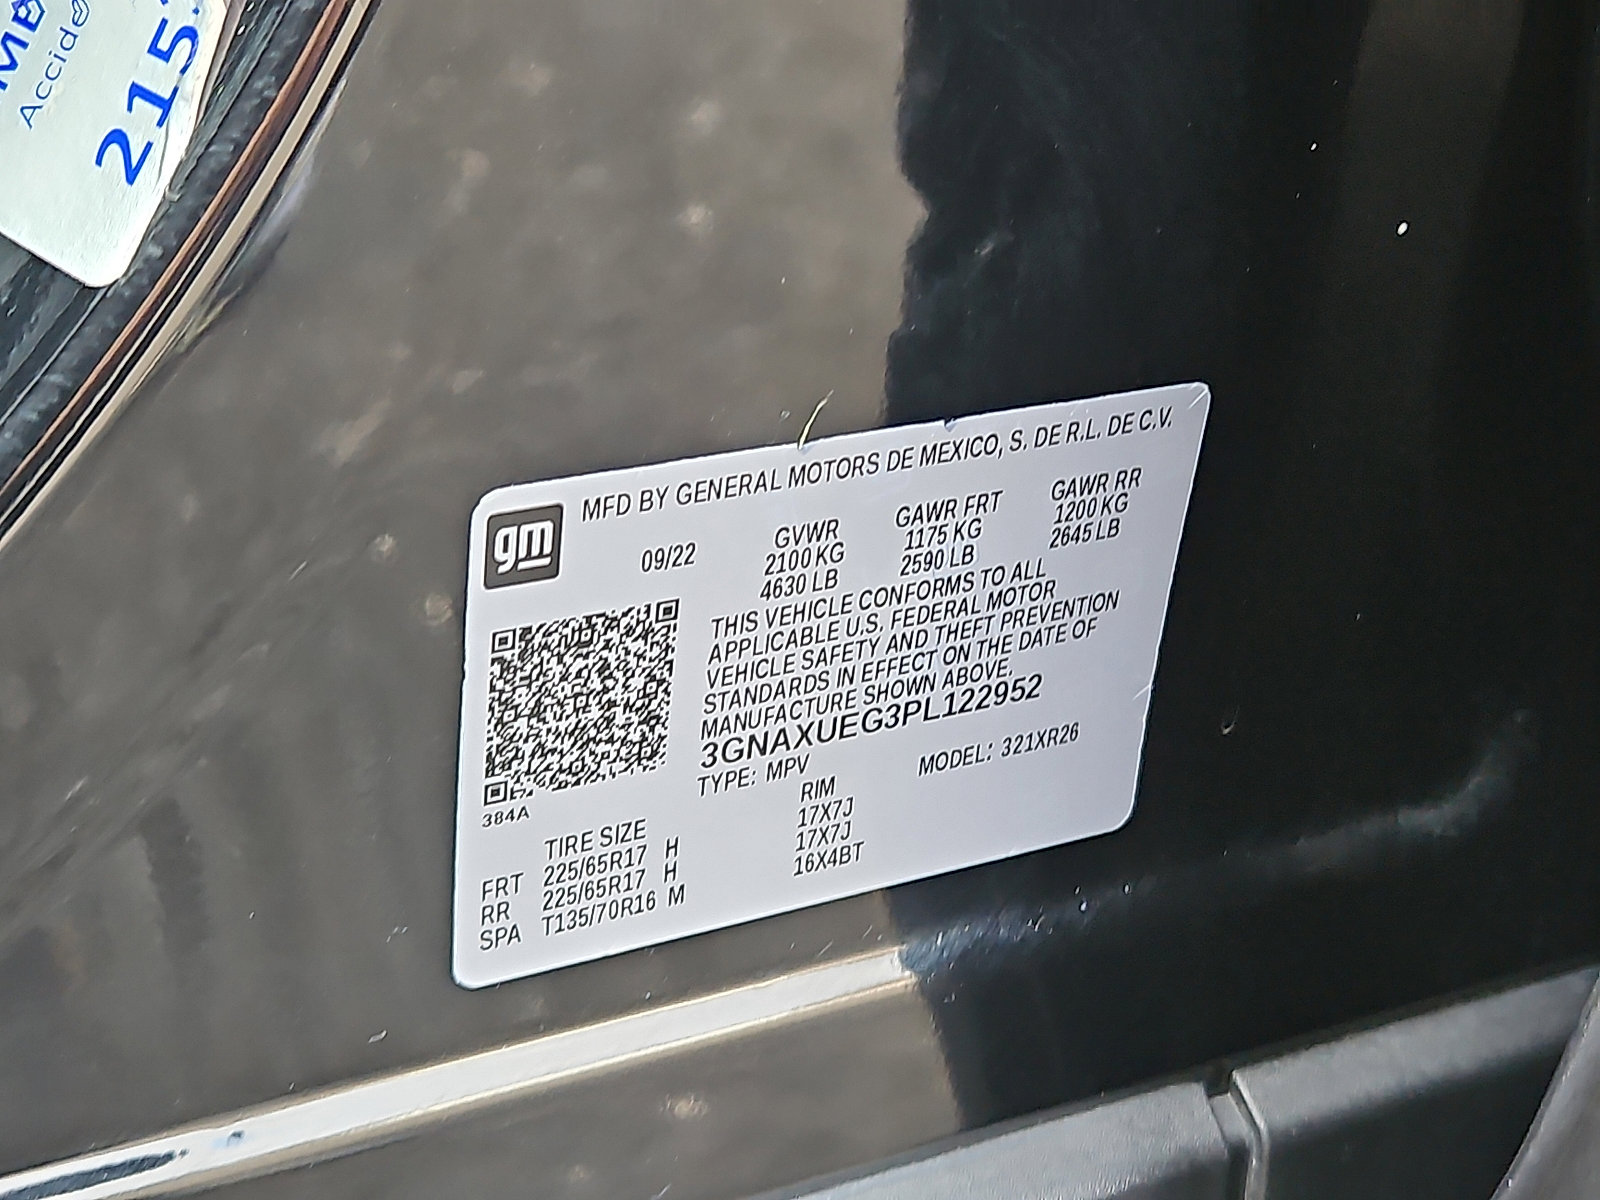 Accide
215
gm
MFD BY GENERAL MOTORS DE MEXICO, S. DE R.L. DE C.V.
09/22
GVWR
2100 KG
4630 LB
GAWR FRT
1175 KG
2590 LB
GAWR RR
1200 KG
2645 LB
THIS VEHICLE CONFORMS TO ALL
APPLICABLE U.S. FEDERAL MOTOR
VEHICLE SAFETY AND THEFT PREVENTION
STANDARDS IN EFFECT ON THE DATE OF
MANUFACTURE SHOWN ABOVE.
3GNAXUEG3PL122952
TYPE: MPV MODEL: 321XR26
384A
TIRE SIZE RIM
FRT 225/65R17 H 17X7J
RR 225/65R17 H 17X7J
SPA T135/70R16 M 16X4BT